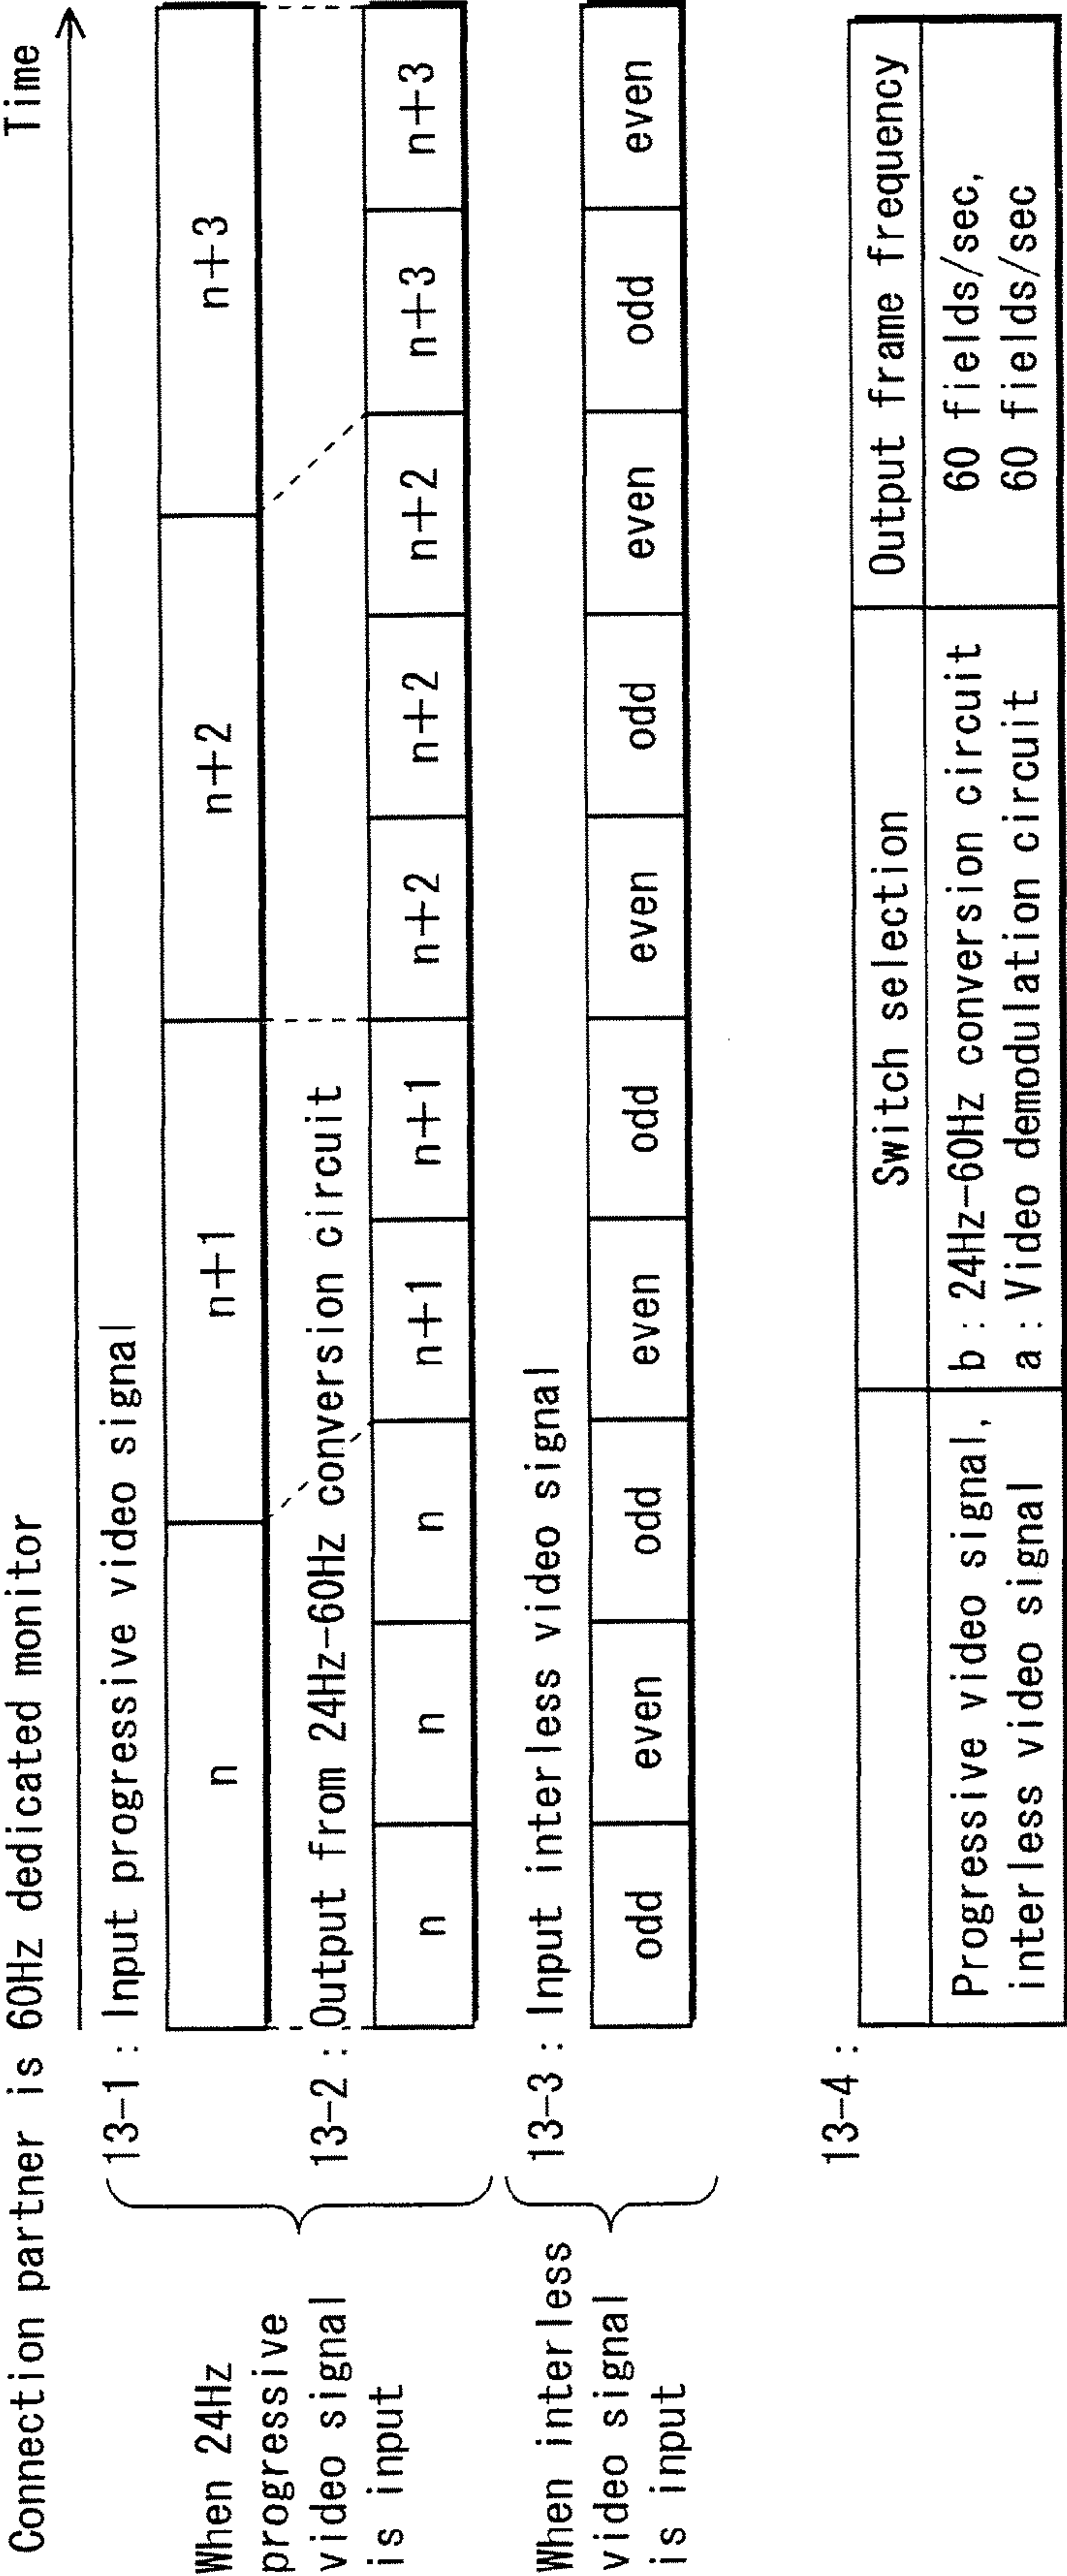 Connection partner is 60Hz dedicated monitor
Time
When 24Hz
progressive
video signal
is input
13-1 : Input progressive video signal
n
n+1
n+2
n+3
13-2 : Output from 24Hz-60Hz conversion circuit
n
n
n
n+1
n+1
n+2
n+2
n+2
n+3
n+3
When interless
video signal
is input
13-3 : Input interless video signal
odd
even
odd
even
odd
even
odd
even
odd
even
13-4 :
Switch selection
Output frame frequency
Progressive video signal,
interless video signal
b : 24Hz-60Hz conversion circuit
a : Video demodulation circuit
60 fields/sec,
60 fields/sec